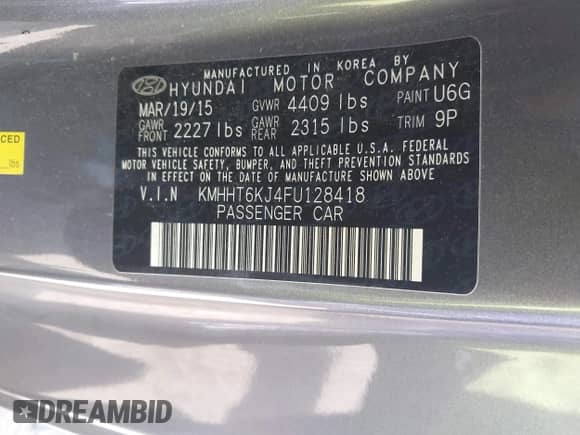 MANUFACTURED IN KOREA BY
HYUNDAI MOTOR COMPANY
MAR/19/15 GVWR 4409 lbs PAINT U6G
GAWR FRONT 2227 lbs GAWR REAR 2315 lbs TRIM 9P
THIS VEHICLE CONFORMS TO ALL APPLICABLE U.S.A. FEDERAL
MOTOR VEHICLE SAFETY, BUMPER, AND THEFT PREVENTION STANDARDS
IN EFFECT ON THE DATE OF MANUFACTURE SHOWN ABOVE
V.I.N KMHHT6KJ4FU128418
PASSENGER CAR
CED
lbs
DREAMBID